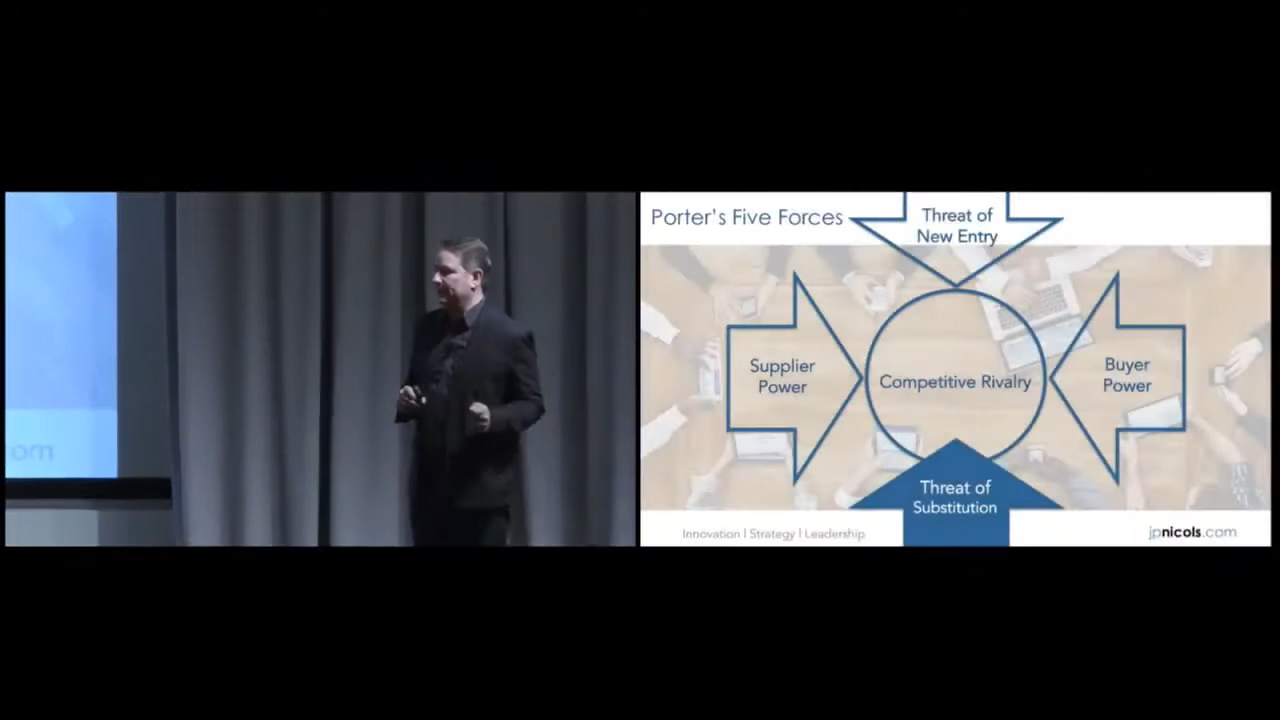 om
Porter's Five Forces
Threat of
New Entry
Supplier
Power
Competitive Rivalry
Buyer
Power
Threat of
Substitution
Innovation | Strategy | Leadership
jpnicols.com